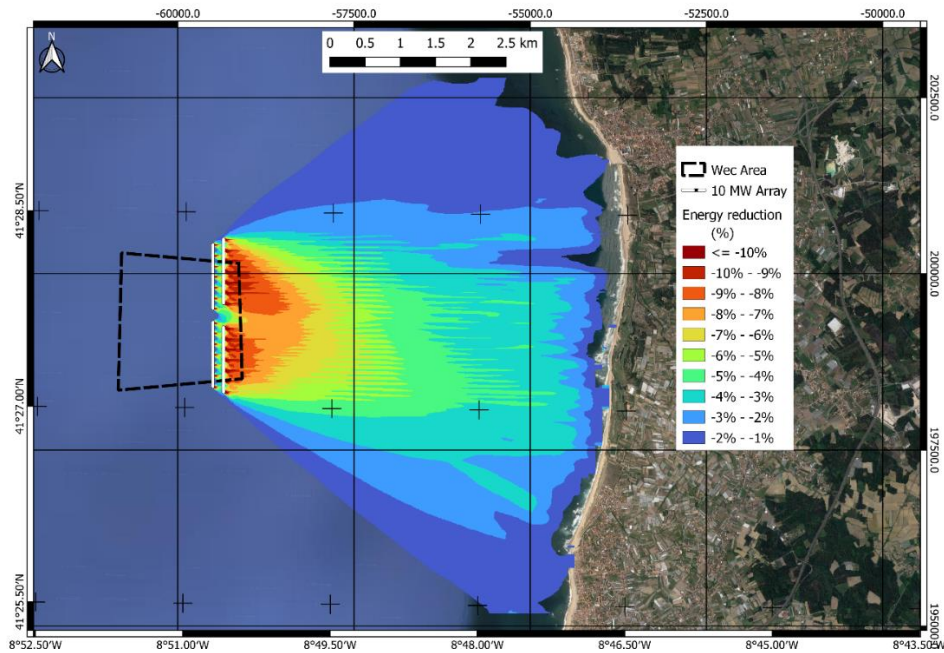 -60000.0 -57500.0 -55000.0 -52500.0 -50000.0
N
0 0.5 1 1.5 2 2.5 km
202500.0
Wec Area
10 MW Array
Energy reduction
(%)
<= -10%
-10% - -9%
-9% - -8%
-8% - -7%
-7% - -6%
-6% - -5%
-5% - -4%
-4% - -3%
-3% - -2%
-2% - -1%
41°28.50'N
200000.0
41°27.00'N
197500.0
41°25.50'N
195000.0
8°52.50'W 8°51.00'W 8°49.50'W 8°48.00'W 8°46.50'W 8°45.00'W 8°43.50'W